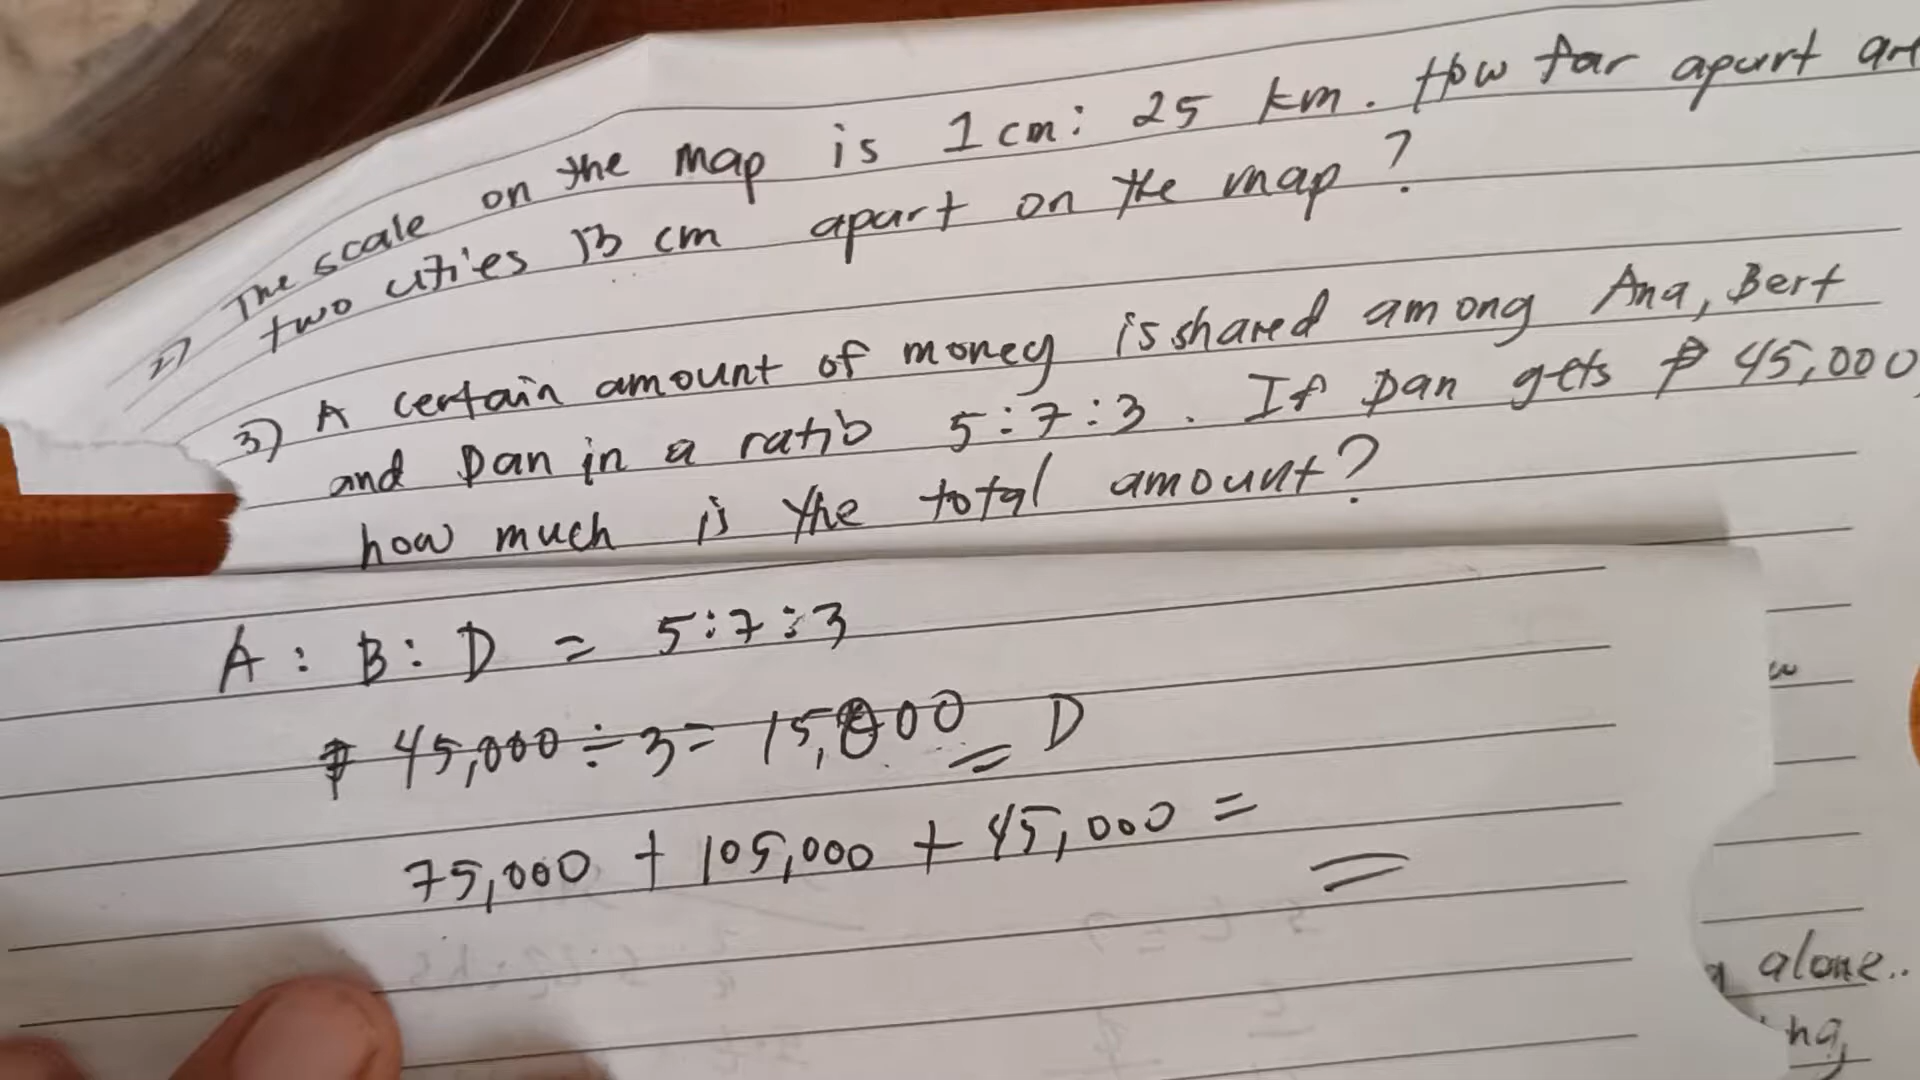 2) The scale on the map is 1 cm: 25 km. How far apart are
two cities 13 cm apart on the map?
3) A certain amount of money is shared among Ana, Bert
and Dan in a ratio 5:7:3. If Dan gets ₱ 45,000,
how much is the total amount?
A : B : D = 5:7:3
₱ 45,000 ÷ 3 = 15,000 D
75,000 + 105,000 + 45,000 =
alone..